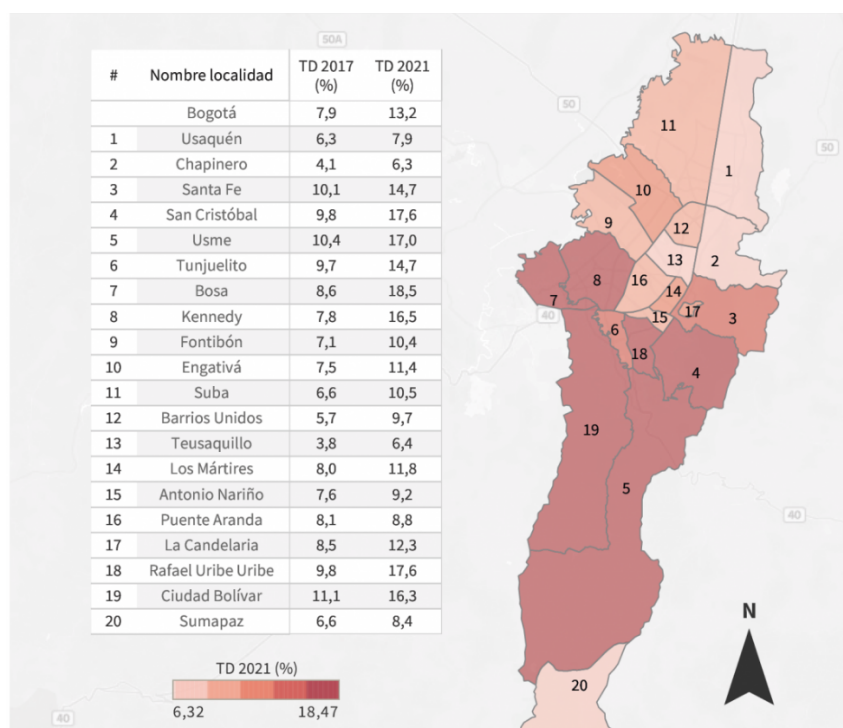 # Nombre localidad TD 2017 (%) TD 2021 (%)
Bogotá 7,9 13,2
1 Usaquén 6,3 7,9
2 Chapinero 4,1 6,3
3 Santa Fe 10,1 14,7
4 San Cristóbal 9,8 17,6
5 Usme 10,4 17,0
6 Tunjuelito 9,7 14,7
7 Bosa 8,6 18,5
8 Kennedy 7,8 16,5
9 Fontibón 7,1 10,4
10 Engativá 7,5 11,4
11 Suba 6,6 10,5
12 Barrios Unidos 5,7 9,7
13 Teusaquillo 3,8 6,4
14 Los Mártires 8,0 11,8
15 Antonio Nariño 7,6 9,2
16 Puente Aranda 8,1 8,8
17 La Candelaria 8,5 12,3
18 Rafael Uribe Uribe 9,8 17,6
19 Ciudad Bolívar 11,1 16,3
20 Sumapaz 6,6 8,4
TD 2021 (%)
6,32 18,47
50A
50
50
11
1
10
9
12
13
2
16
8
14
7
40
15
17
3
6
18
4
19
5
40
N
20
40